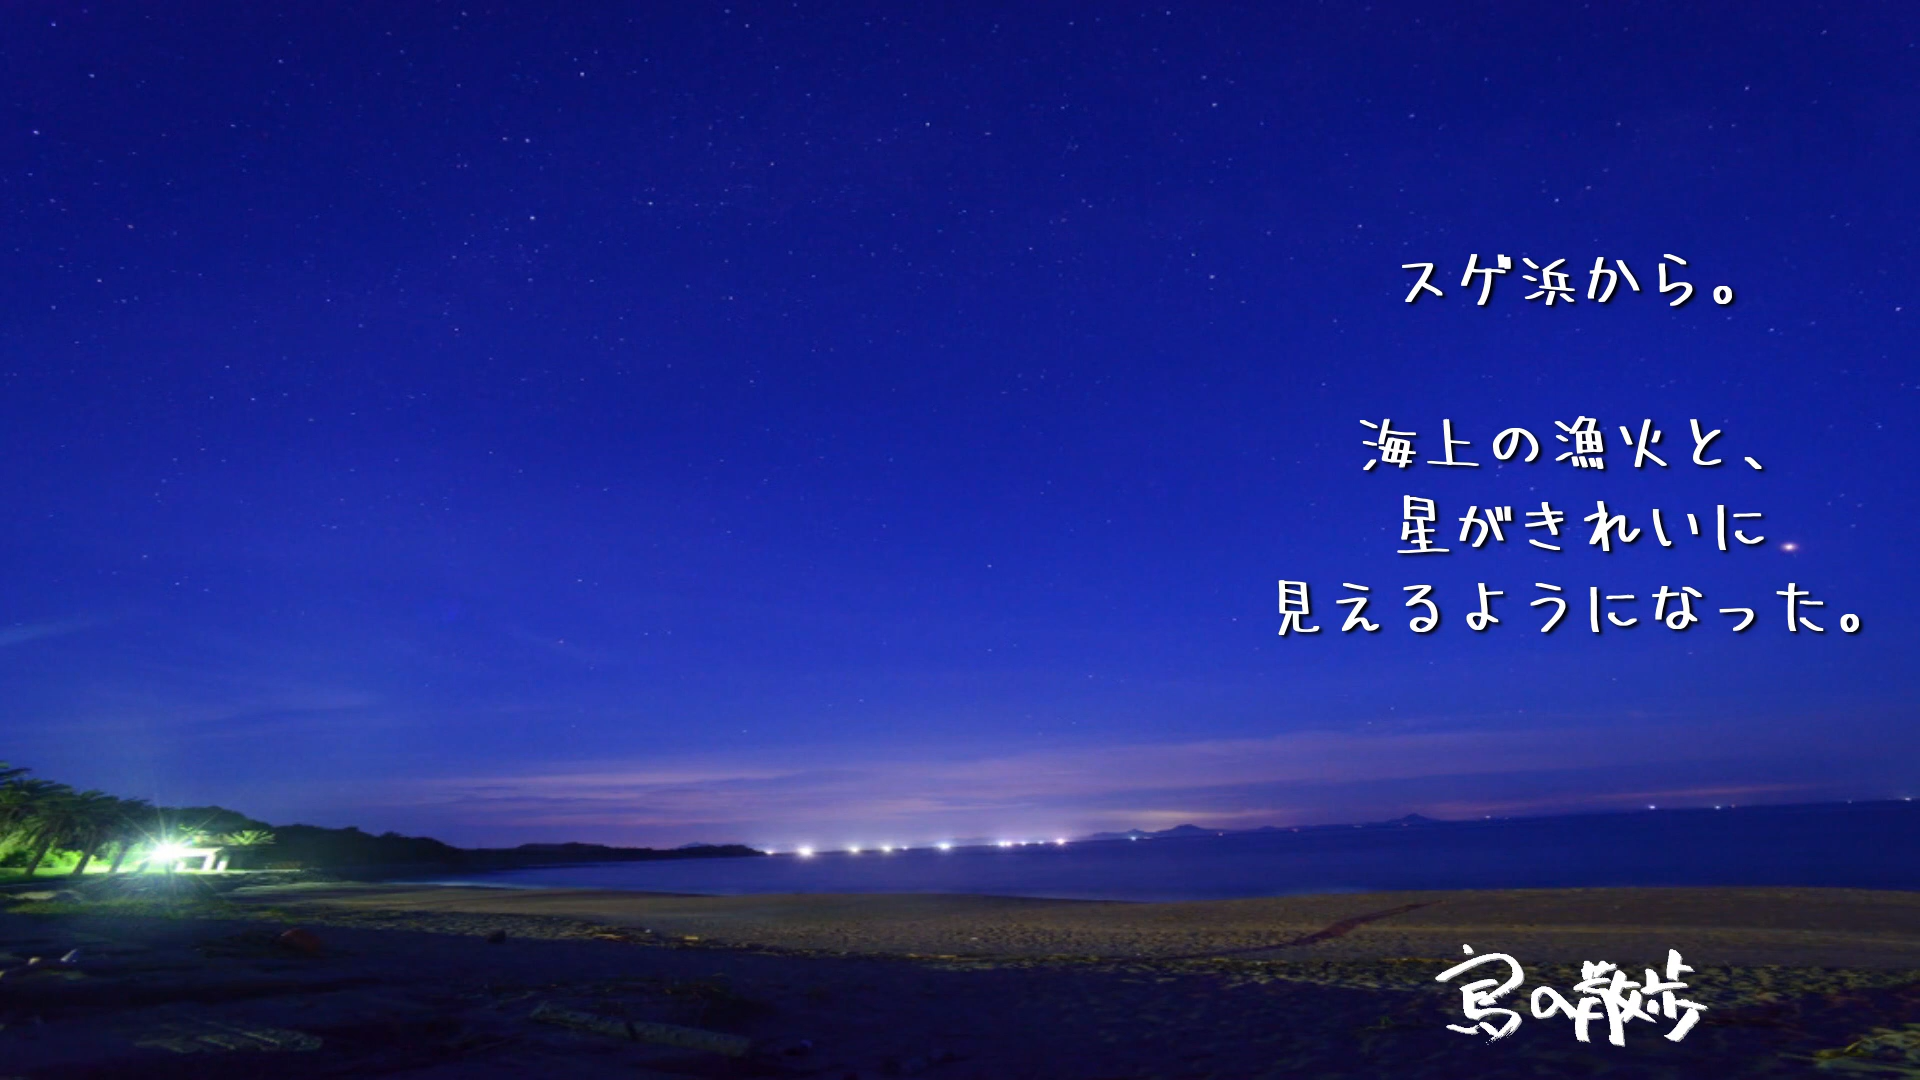 スゲ浜から。
海上の漁火と、
星がきれいに
見えるようになった。
の散歩